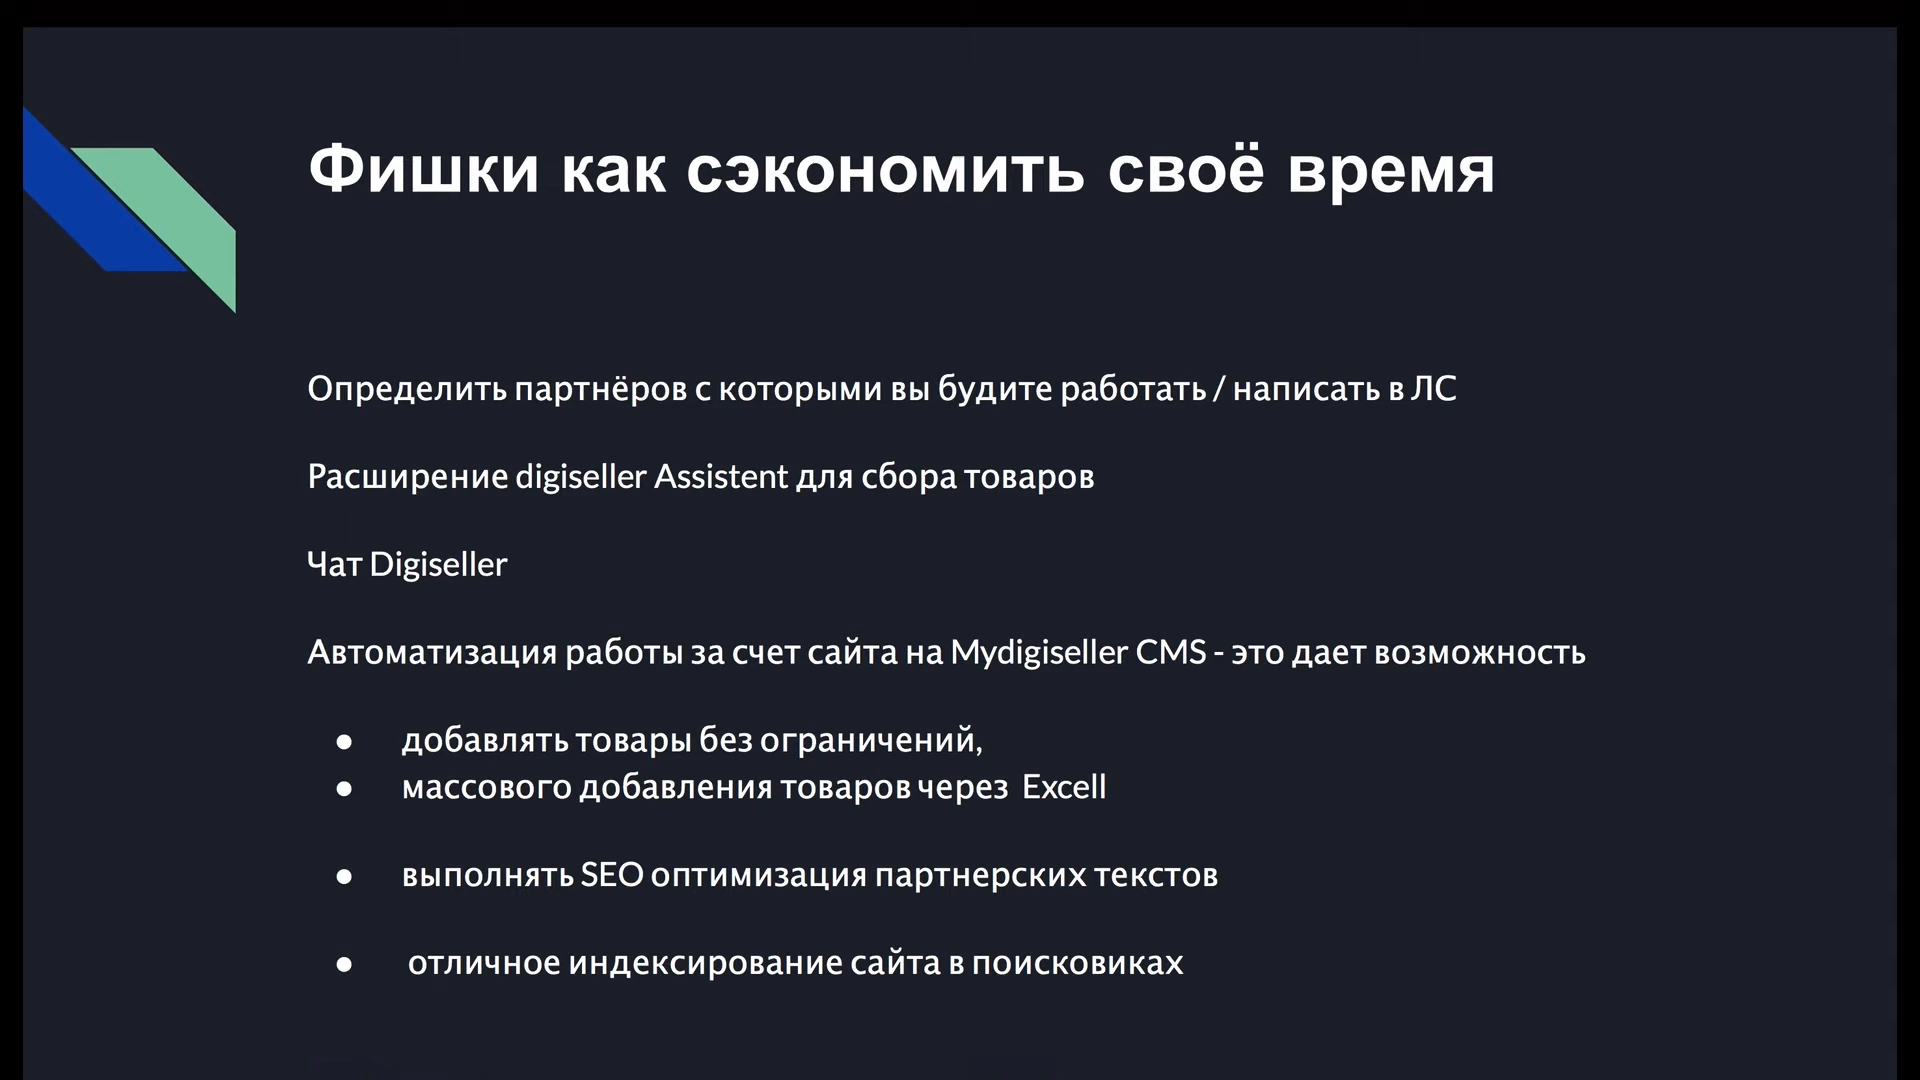 Фишки как сэкономить своё время
Определить партнёров с которыми вы будите работать / написать в ЛС
Расширение digiseller Assistent для сбора товаров
Чат Digiseller
Автоматизация работы за счет сайта на Mydigiseller CMS - это дает возможность
● добавлять товары без ограничений,
● массового добавления товаров через Excell
● выполнять SEO оптимизация партнерских текстов
● отличное индексирование сайта в поисковиках